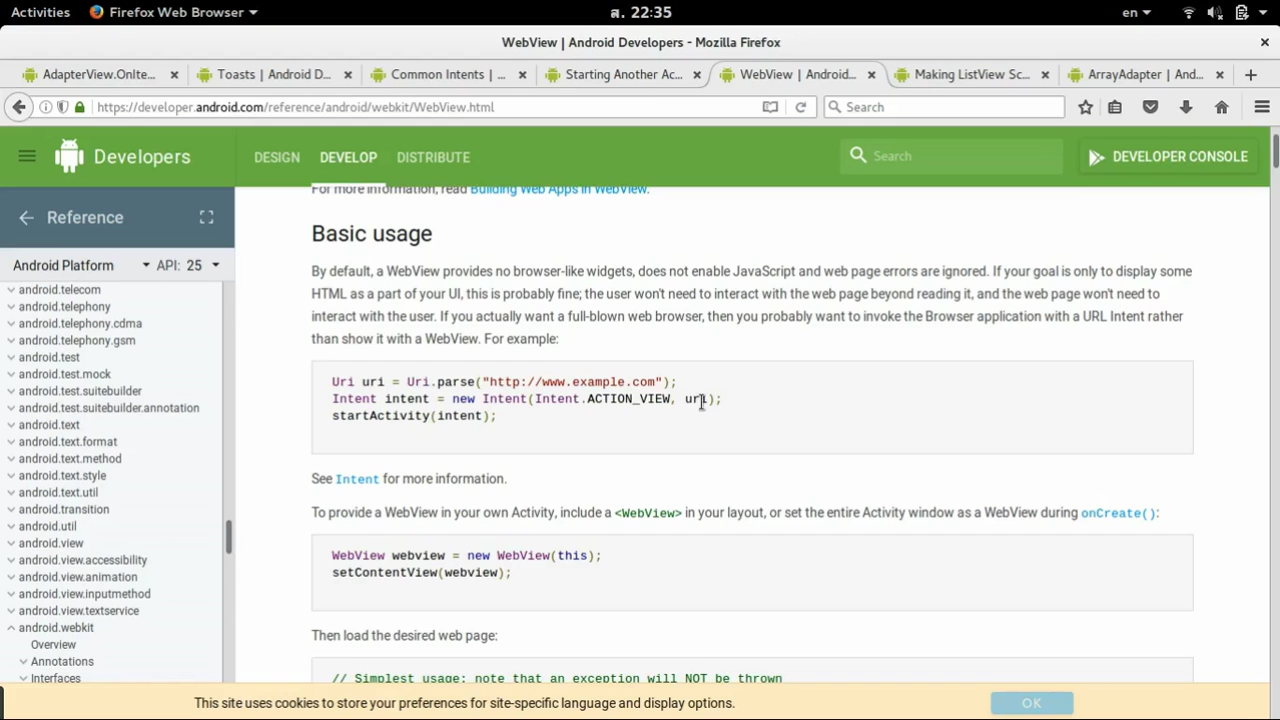 Activities Firefox Web Browser ส. 22:35 en
WebView | Android Developers - Mozilla Firefox
AdapterView.OnIte... Toasts | Android D... Common Intents | ... Starting Another Ac... WebView | Android... Making ListView Sc... ArrayAdapter | And...
https://developer.android.com/reference/android/webkit/WebView.html Search
Developers DESIGN DEVELOP DISTRIBUTE Search DEVELOPER CONSOLE
Reference
Android Platform API: 25
android.telecom
android.telephony
android.telephony.cdma
android.telephony.gsm
android.test
android.test.mock
android.test.suitebuilder
android.test.suitebuilder.annotation
android.text
android.text.format
android.text.method
android.text.style
android.text.util
android.transition
android.util
android.view
android.view.accessibility
android.view.animation
android.view.inputmethod
android.view.textservice
android.webkit
Overview
Annotations
Interfaces
For more information, read Building Web Apps in WebView.
Basic usage
By default, a WebView provides no browser-like widgets, does not enable JavaScript and web page errors are ignored. If your goal is only to display some
HTML as a part of your UI, this is probably fine; the user won't need to interact with the web page beyond reading it, and the web page won't need to
interact with the user. If you actually want a full-blown web browser, then you probably want to invoke the Browser application with a URL Intent rather
than show it with a WebView. For example:
Uri uri = Uri.parse("http://www.example.com");
Intent intent = new Intent(Intent.ACTION_VIEW, uri);
startActivity(intent);
See Intent for more information.
To provide a WebView in your own Activity, include a <WebView> in your layout, or set the entire Activity window as a WebView during onCreate():
WebView webview = new WebView(this);
setContentView(webview);
Then load the desired web page:
// Simplest usage: note that an exception will NOT be thrown
This site uses cookies to store your preferences for site-specific language and display options. OK